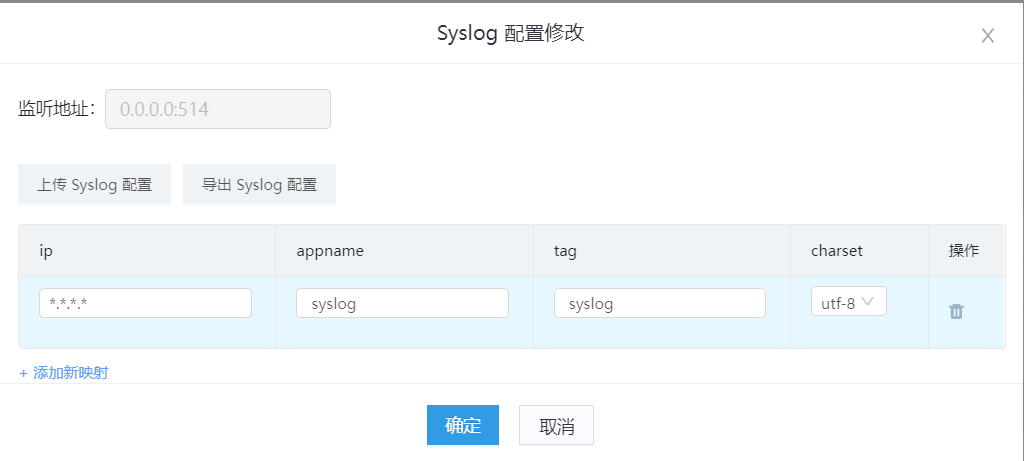 Syslog 配置修改
监听地址: 0.0.0.0:514
上传 Syslog 配置 导出 Syslog 配置
ip appname tag charset 操作
*.*.*.* syslog syslog utf-8
+ 添加新映射
确定 取消